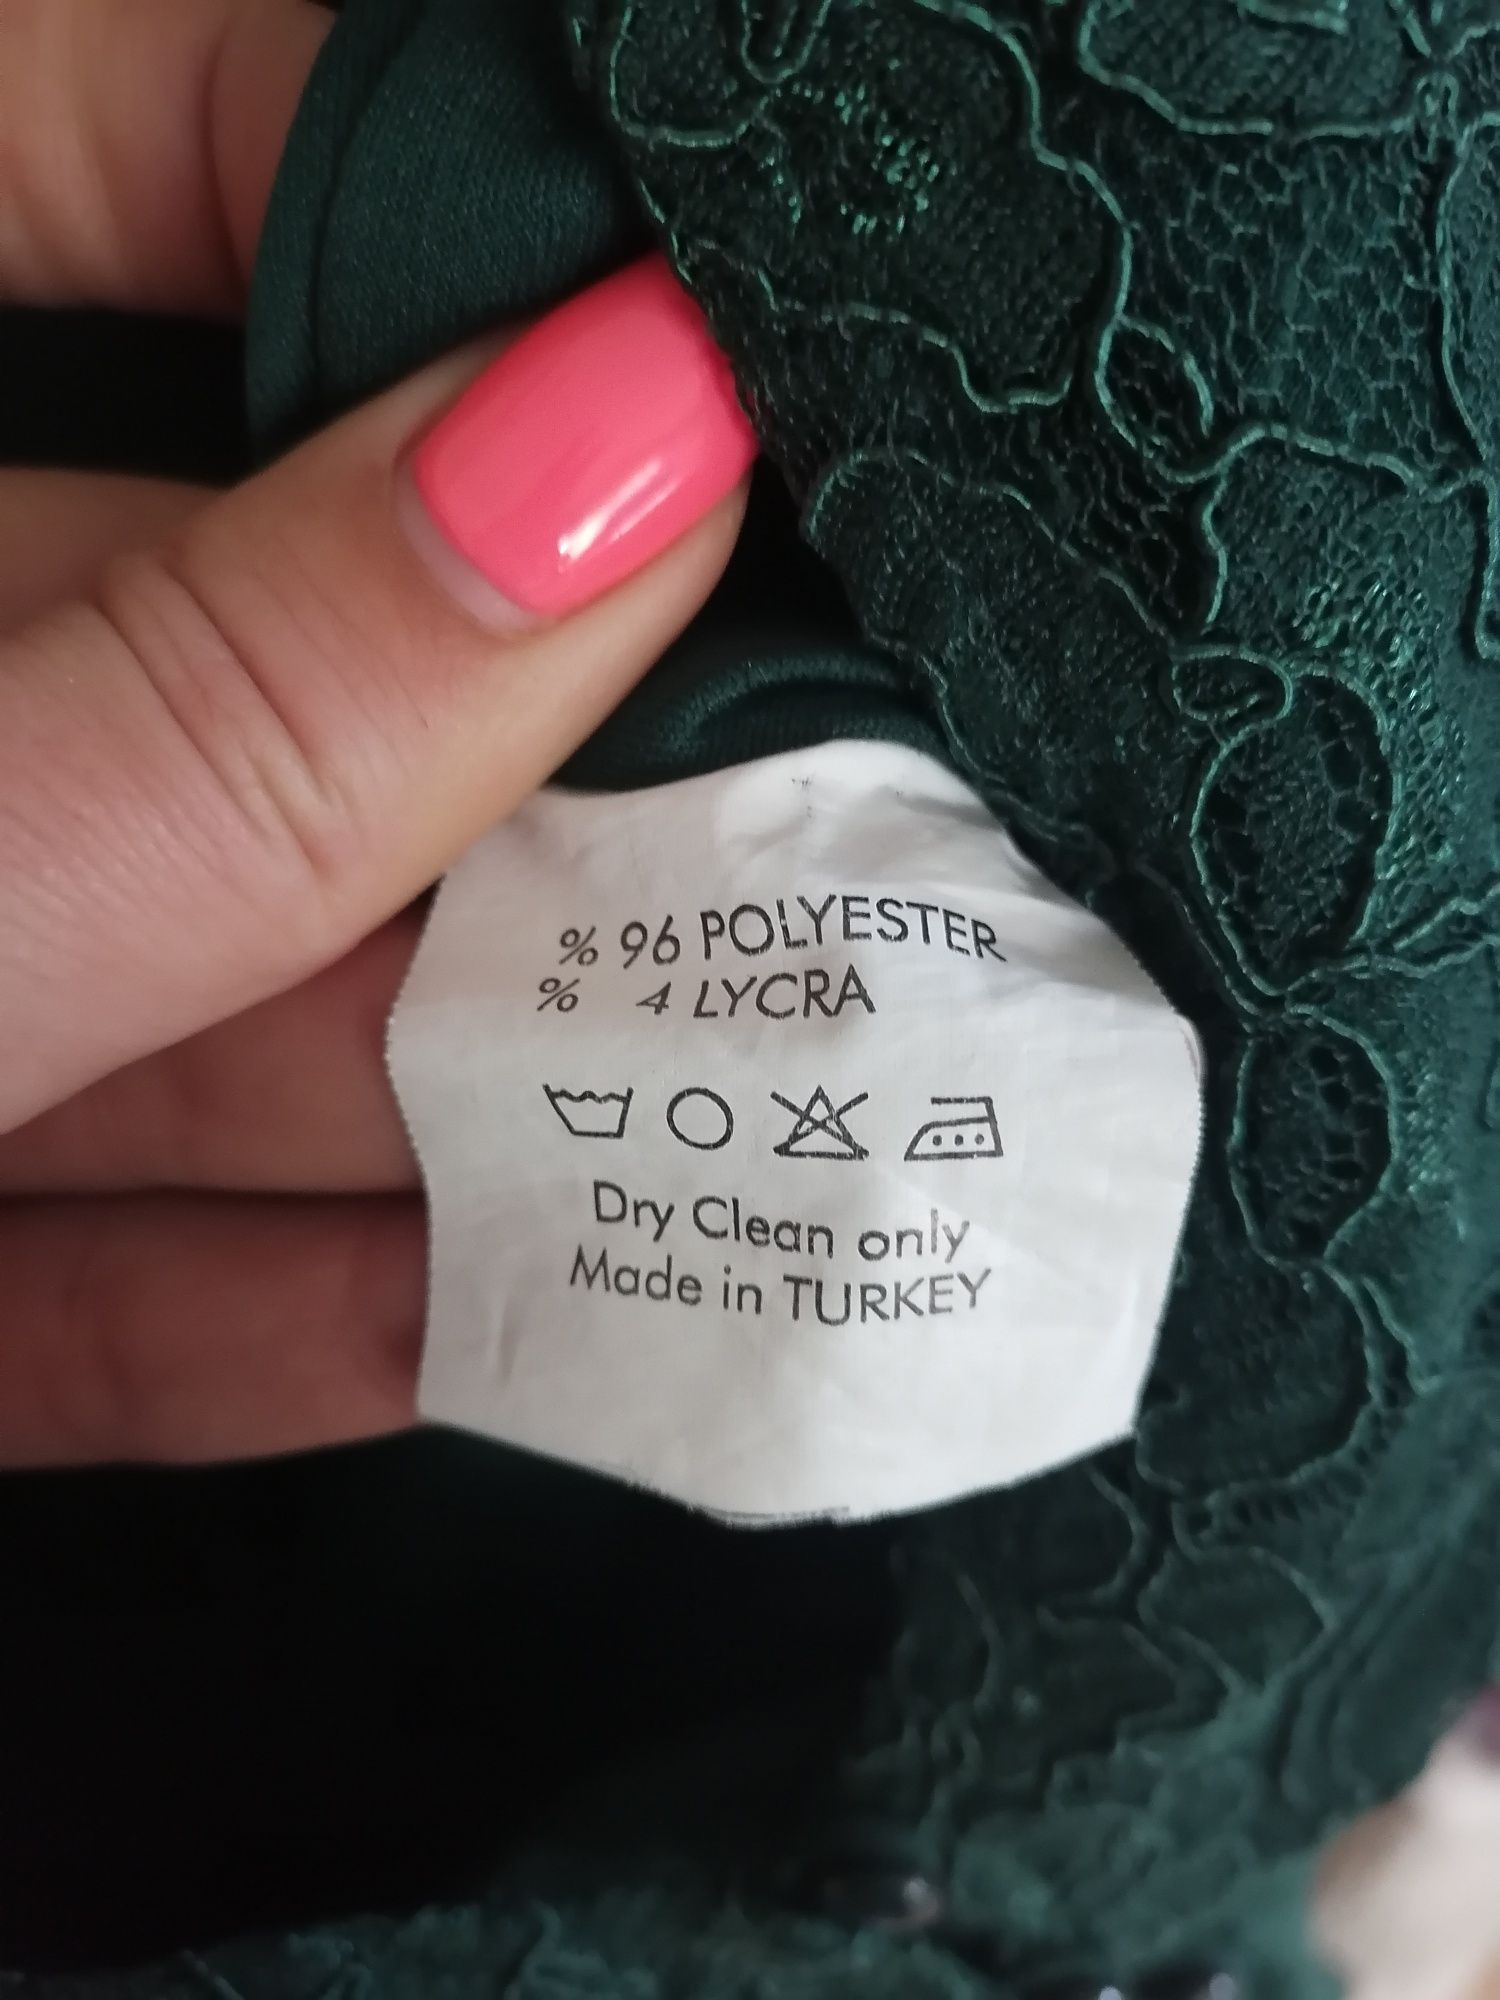 % 96 POLYESTER
% 4 LYCRA
Dry Clean only
Made in TURKEY